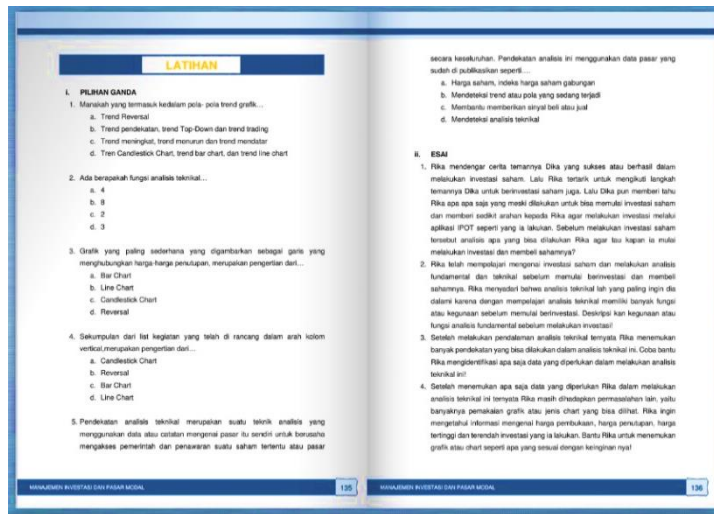 LATIHAN
I. PILIHAN GANDA
1. Manakah yang termasuk kedalam pola- pola trend grafik…
a. Trend Reversal
b. Trend pendekatan, trend Top-Down dan trend trading
c. Trend meningkat, trend menurun dan trend mendatar
d. Tren Candlestick Chart, trend bar chart, dan trend line chart
2. Ada berapakah fungsi analisis teknikal…
a. 4
b. 8
c. 2
d. 3
3. Grafik yang paling sederhana yang digambarkan sebagai garis yang
menghubungkan harga-harga penutupan, merupakan pengertian dari…
a. Bar Chart
b. Line Chart
c. Candlestick Chart
d. Reversal
4. Sekumpulan dari list kegiatan yang telah di rancang dalam arah kolom
vertical,merupakan pengertian dari…
a. Candlestick Chart
b. Reversal
c. Bar Chart
d. Line Chart
5. Pendekatan analisis teknikal merupakan suatu teknik analisis yang
menggunakan data atau catatan mengenai pasar itu sendiri untuk berusaha
mengakses pemerintah dan penawaran suatu saham tertentu atau pasar
MANAJEMEN INVESTASI DAN PASAR MODAL
135
secara keseluruhan. Pendekatan analisis ini menggunakan data pasar yang
sudah di publikasikan seperti…
a. Harga saham, indeks harga saham gabungan
b. Mendeteksi trend atau pola yang sedang terjadi
c. Membantu memberikan sinyal beli atau jual
d. Mendeteksi analisis teknikal
II. ESAI
1. Rika mendengar cerita temannya Dika yang sukses atau berhasil dalam
melakukan investasi saham. Lalu Rika tertarik untuk mengikuti langkah
temannya Dika untuk berinvestasi saham juga. Lalu Dika pun memberi tahu
Rika apa apa saja yang meski dilakukan untuk bisa memulai investasi saham
dan memberi sedikit arahan kepada Rika agar melakukan investasi melalui
aplikasi IPOT seperti yang ia lakukan. Sebelum melakukan investasi saham
tersebut analisis apa yang bisa dilakukan Rika agar tau kapan ia mulai
melakukan investasi dan membeli sahamnya?
2. Rika telah mempelajari mengenai investasi saham dan melakukan analisis
fundamental dan teknikal sebelum memulai berinvestasi dan membeli
sahamnya. Rika menyadari bahwa analisis teknikal lah yang paling ingin dia
dalami karena dengan mempelajari analisis teknikal memiliki banyak fungsi
atau kegunaan sebelum memulai berinvestasi. Deskripsi kan kegunaan atau
fungsi analisis fundamental sebelum melakukan investasi!
3. Setelah melakukan pendalaman analisis teknikal ternyata Rika menemukan
banyak pendekatan yang bisa dilakukan dalam analisis teknikal ini. Coba bantu
Rika mengidentifikasi apa saja data yang diperlukan dalam melakukan analisis
teknikal ini!
4. Setelah menemukan apa saja data yang diperlukan Rika dalam melakukan
analisis teknikal ini ternyata Rika masih dihadapkan permasalahan lain, yaitu
banyaknya pemakaian grafik atau jenis chart yang bisa dilihat. Rika ingin
mengetahui informasi mengenai harga pembukaan, harga penutupan, harga
tertinggi dan terendah investasi yang ia lakukan. Bantu Rika untuk menemukan
grafik atau chart seperti apa yang sesuai dengan keinginan nya!
MANAJEMEN INVESTASI DAN PASAR MODAL
136